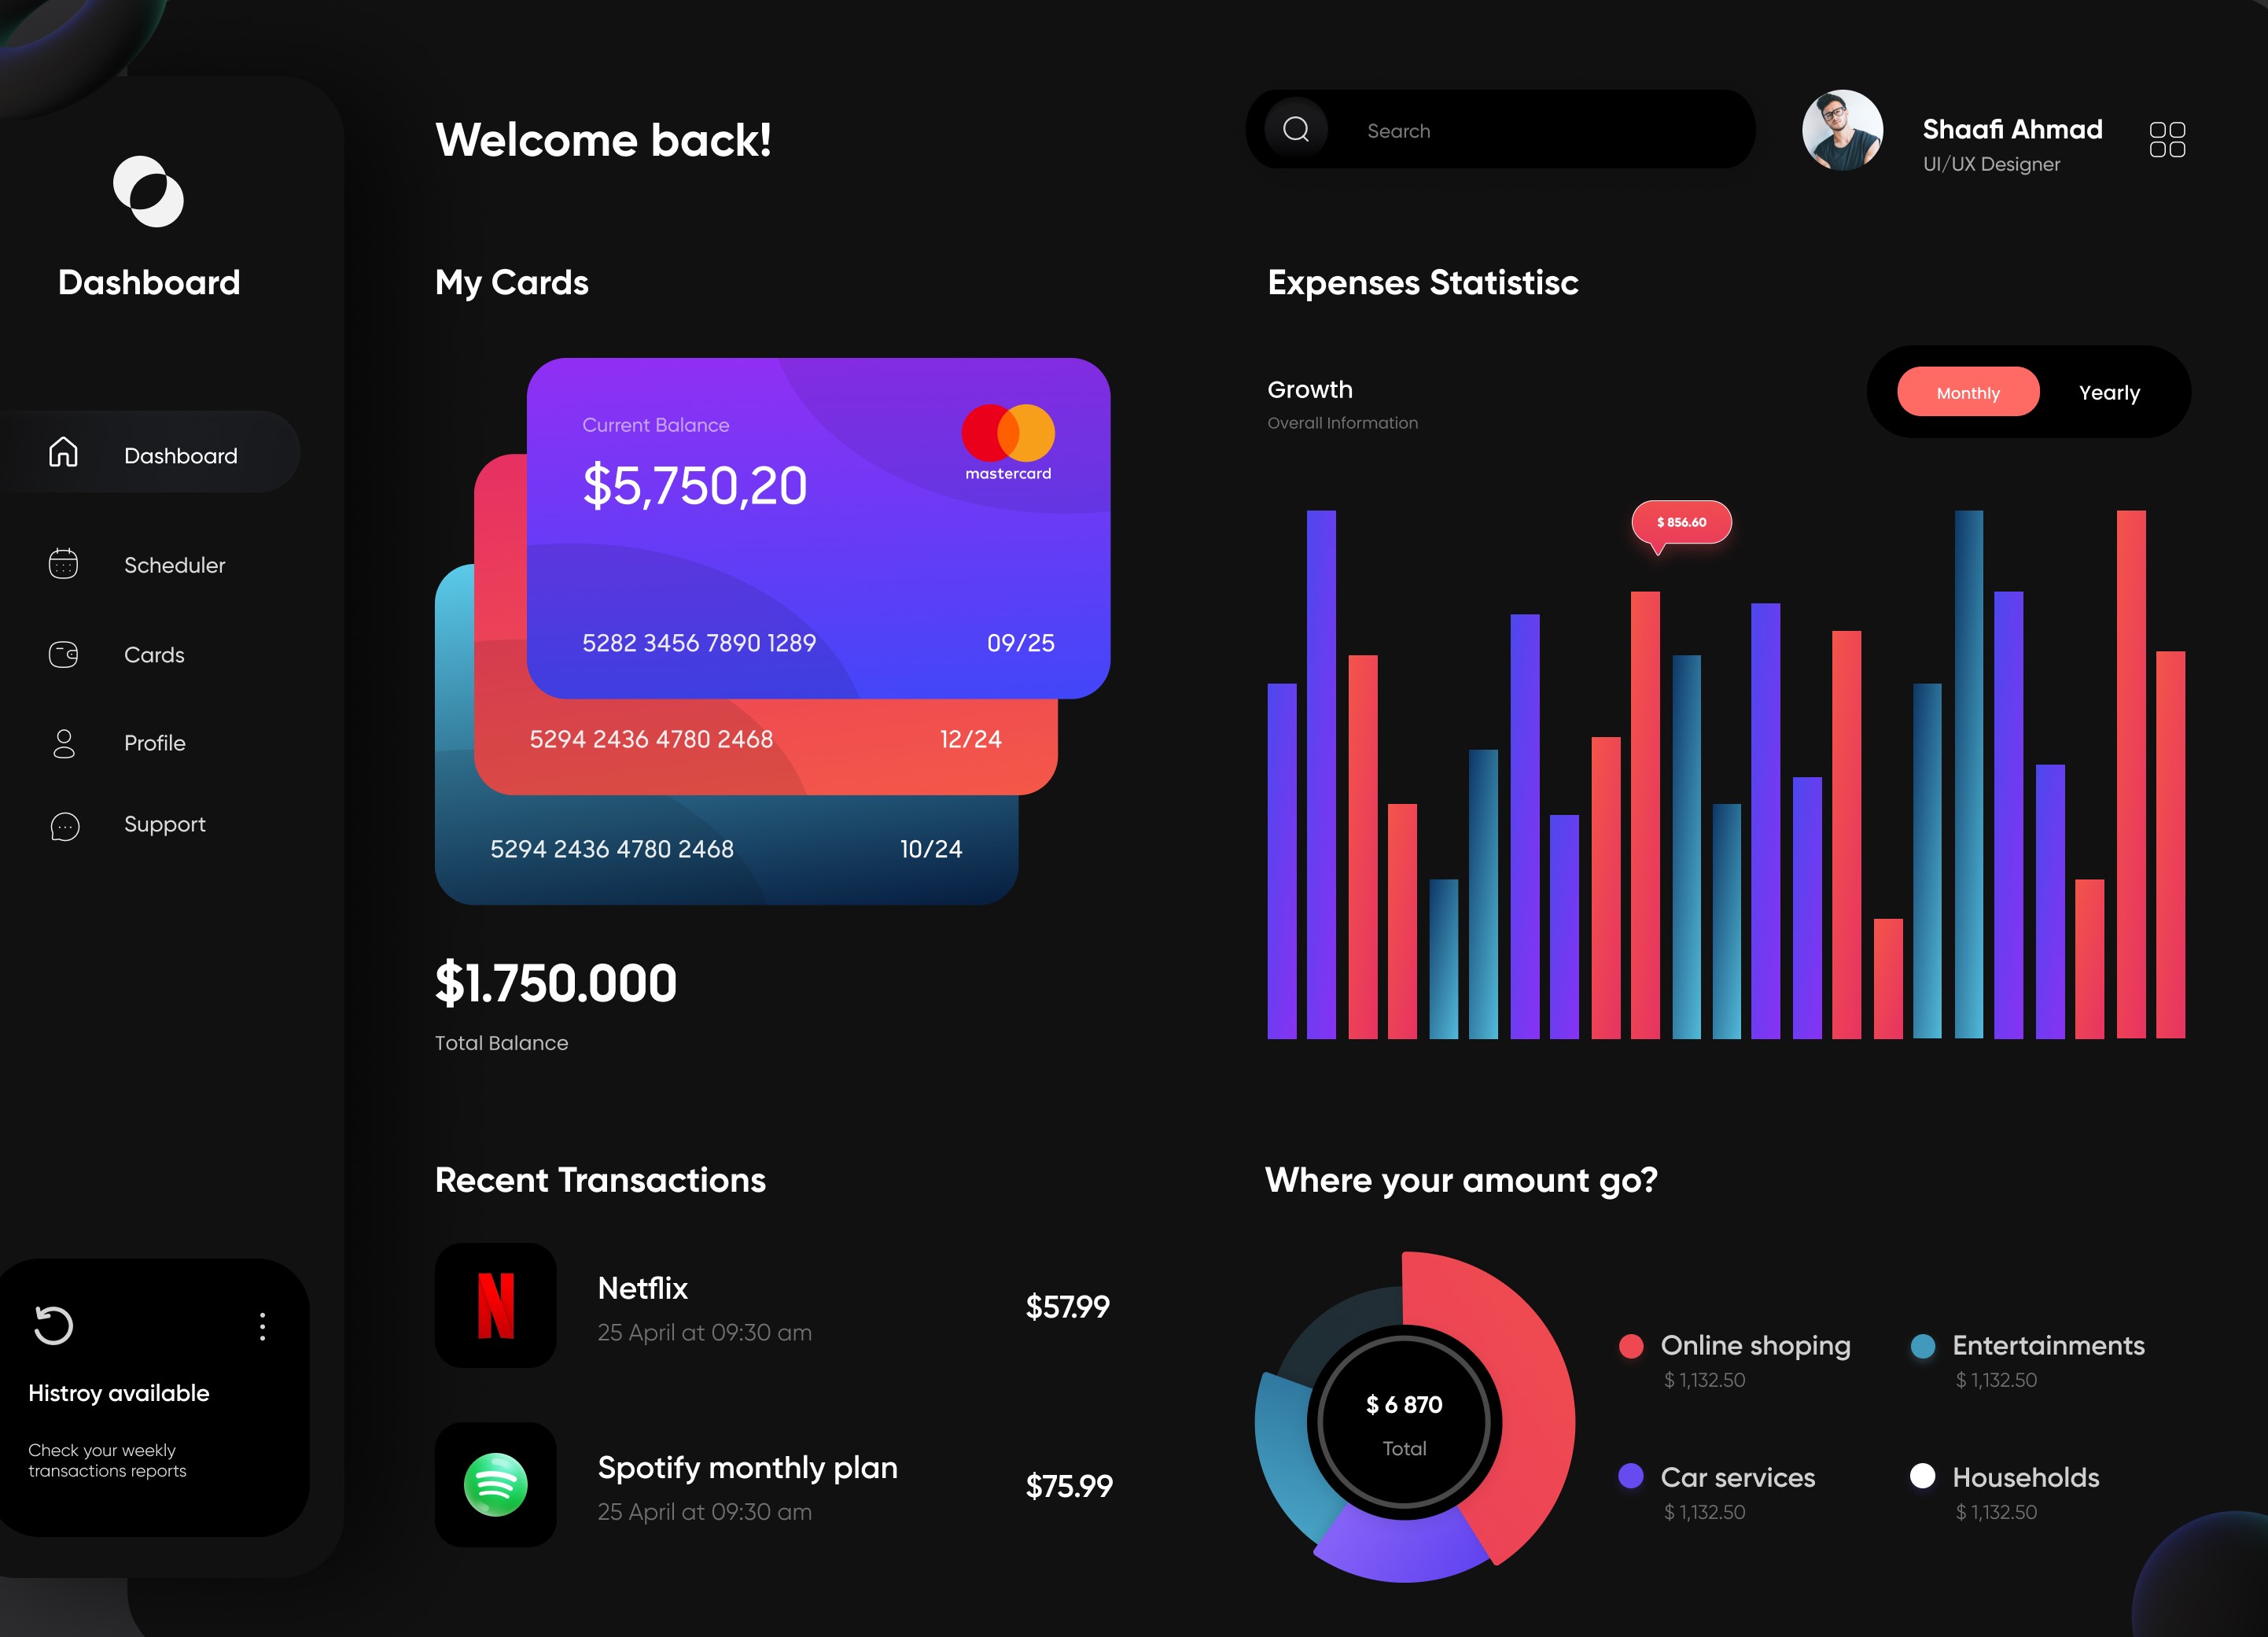 Dashboard
Dashboard
Scheduler
Cards
Profile
Support
Histroy available
Check your weekly
transactions reports
Welcome back!
Search
Shaafi Ahmad
UI/UX Designer
My Cards
Current Balance
$5,750,20
mastercard
5282 3456 7890 1289 09/25
5294 2436 4780 2468 12/24
5294 2436 4780 2468 10/24
$1.750.000
Total Balance
Expenses Statistisc
Growth
Overall Information
Monthly Yearly
$ 856.60
Recent Transactions
Netflix
25 April at 09:30 am
$57.99
Spotify monthly plan
25 April at 09:30 am
$75.99
Where your amount go?
$ 6 870
Total
Online shoping
$ 1,132.50
Entertainments
$ 1,132.50
Car services
$ 1,132.50
Households
$ 1,132.50